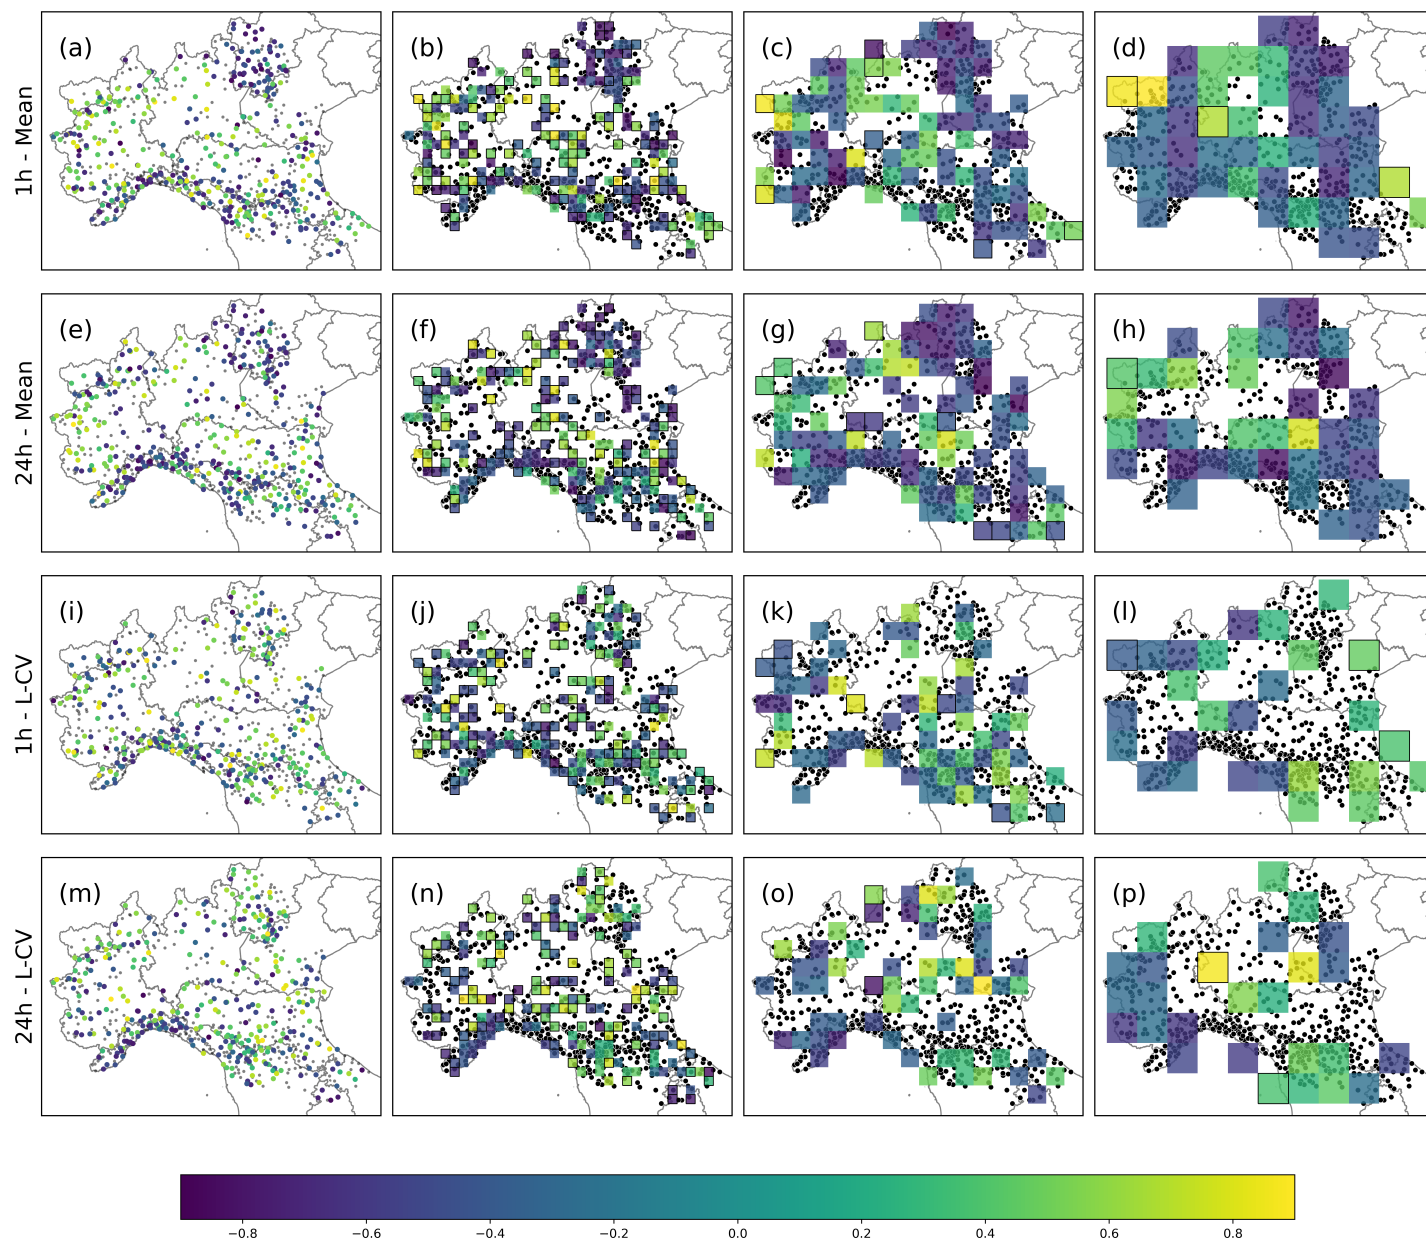 1h - Mean
(a) (b) (c) (d)
24h - Mean
(e) (f) (g) (h)
1h - L-CV
(i) (j) (k) (l)
24h - L-CV
(m) (n) (o) (p)
−0.8 −0.6 −0.4 −0.2 0.0 0.2 0.4 0.6 0.8